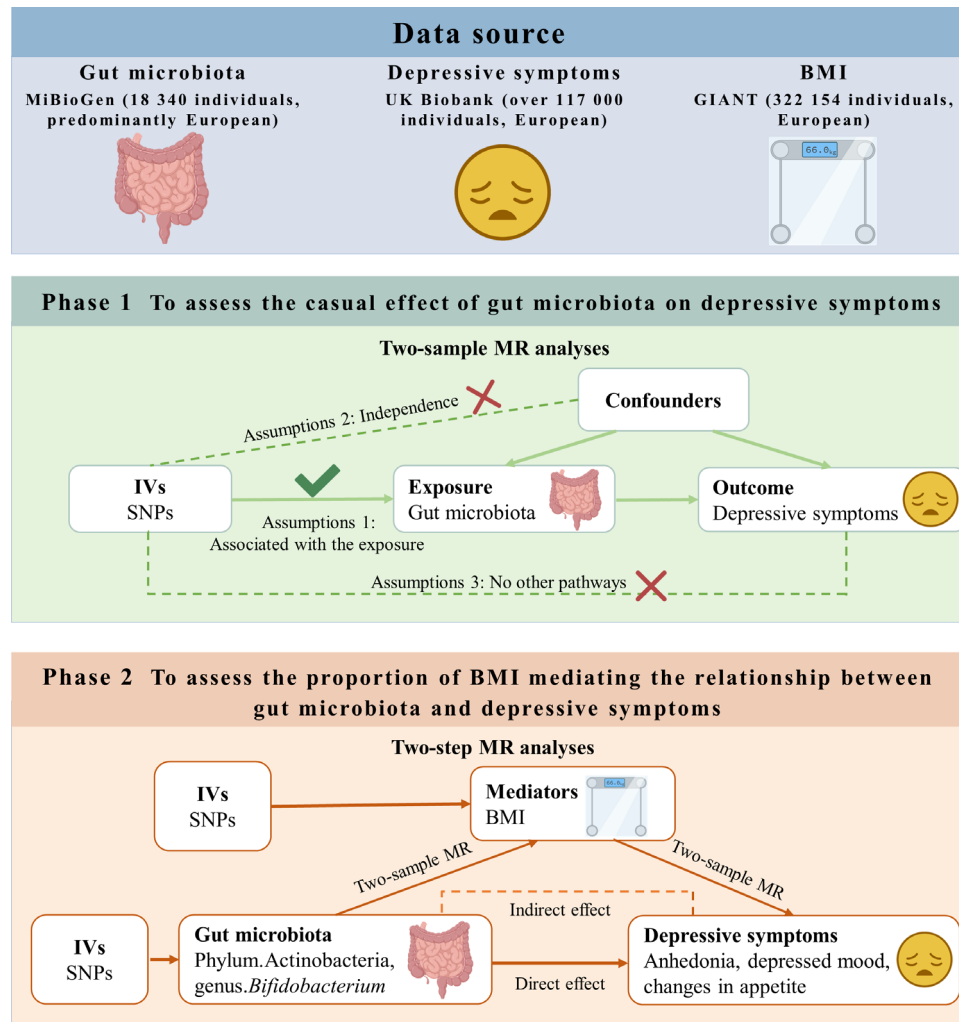 Data source
Gut microbiota
MiBioGen (18 340 individuals,
predominantly European)
Depressive symptoms
UK Biobank (over 117 000
individuals, European)
BMI
GIANT (322 154 individuals,
European)
66.0kg
Phase 1 To assess the casual effect of gut microbiota on depressive symptoms
Two-sample MR analyses
Confounders
Assumptions 2: Independence
IVs
SNPs
Assumptions 1:
Associated with the exposure
Exposure
Gut microbiota
Outcome
Depressive symptoms
Assumptions 3: No other pathways
Phase 2 To assess the proportion of BMI mediating the relationship between
gut microbiota and depressive symptoms
Two-step MR analyses
IVs
SNPs
Mediators
BMI
66.0kg
Two-sample MR
Two-sample MR
Indirect effect
IVs
SNPs
Gut microbiota
Phylum.Actinobacteria,
genus.Bifidobacterium
Direct effect
Depressive symptoms
Anhedonia, depressed mood,
changes in appetite